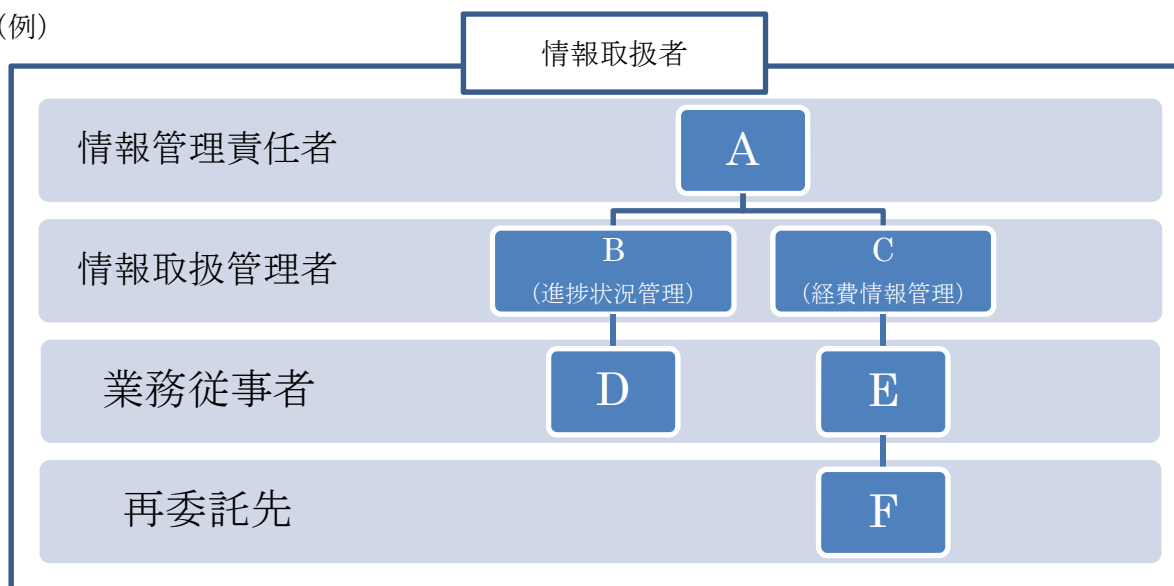 （例）
情報取扱者
情報管理責任者
A
情報取扱管理者
B
（進捗状況管理）
C
（経費情報管理）
業務従事者
D
E
再委託先
F